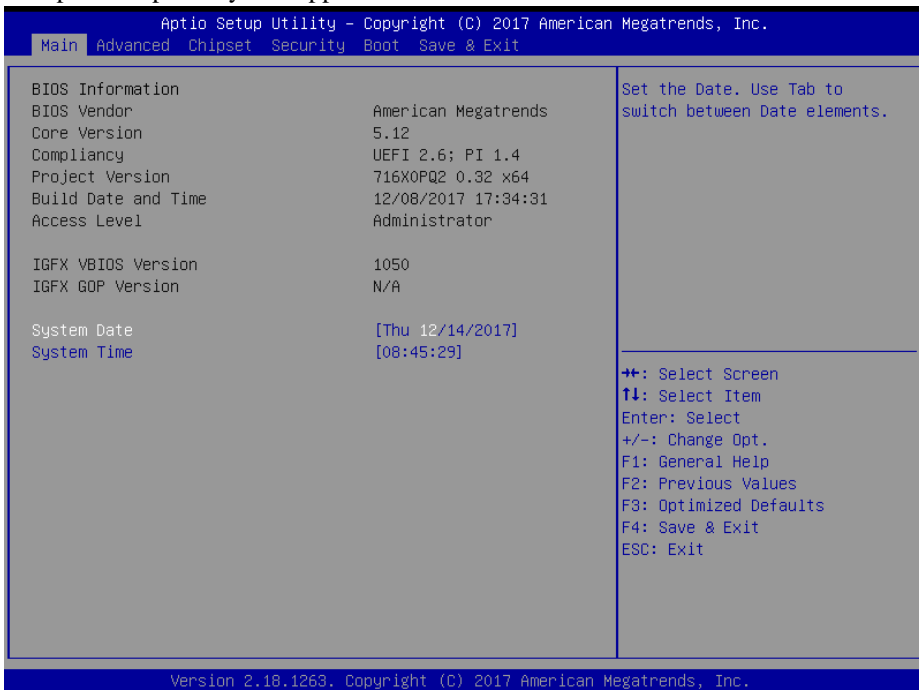 Aptio Setup Utility – Copyright (C) 2017 American Megatrends, Inc.
Main Advanced Chipset Security Boot Save & Exit
BIOS Information
BIOS Vendor American Megatrends
Core Version 5.12
Compliancy UEFI 2.6; PI 1.4
Project Version 716X0PQ2 0.32 x64
Build Date and Time 12/08/2017 17:34:31
Access Level Administrator
IGFX VBIOS Version 1050
IGFX GOP Version N/A
System Date [Thu 12/14/2017]
System Time [08:45:29]
Set the Date. Use Tab to
switch between Date elements.
→←: Select Screen
↑↓: Select Item
Enter: Select
+/-: Change Opt.
F1: General Help
F2: Previous Values
F3: Optimized Defaults
F4: Save & Exit
ESC: Exit
Version 2.18.1263. Copyright (C) 2017 American Megatrends, Inc.